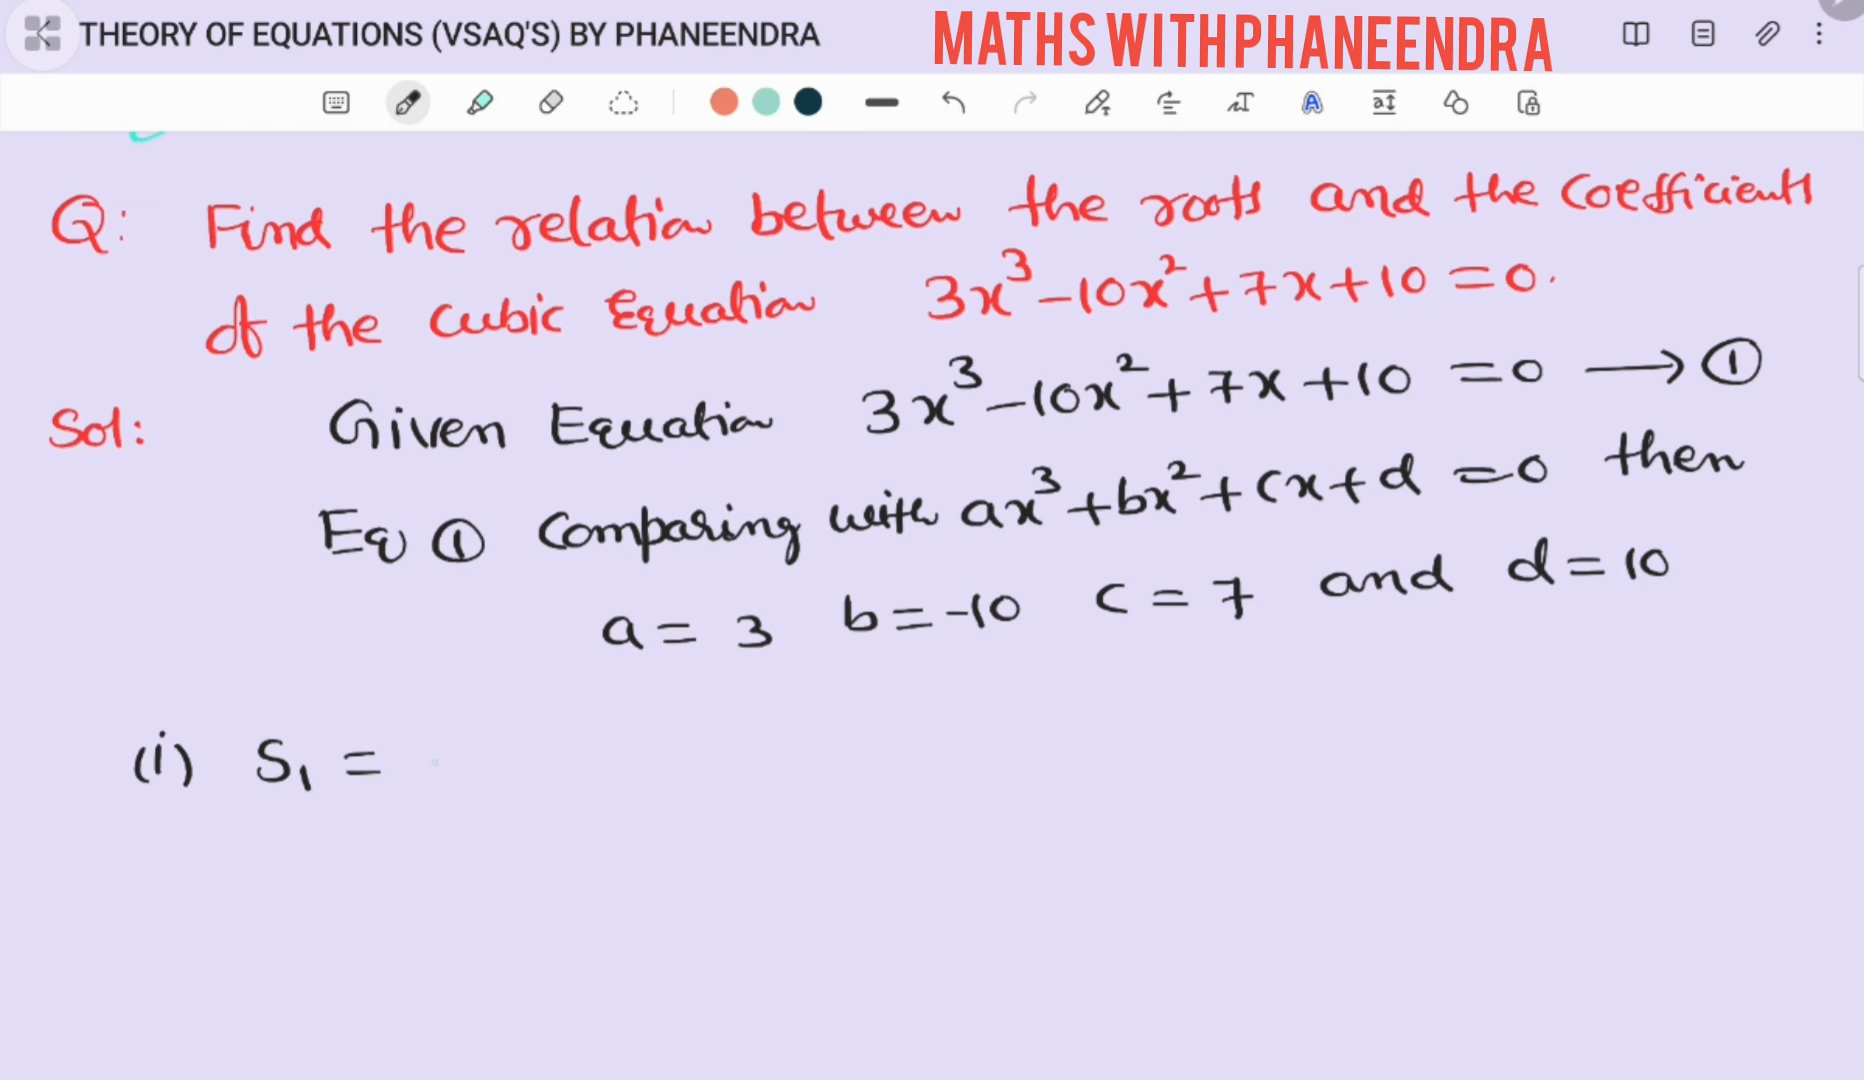 THEORY OF EQUATIONS (VSAQ'S) BY PHANEENDRA
MATHS WITH PHANEENDRA
Q: Find the relation between the roots and the coefficients
of the cubic Equation 3x³-10x²+7x+10=0.
Sol: Given Equation 3x³-10x²+7x+10=0 → ①
Eq ① comparing with ax³+bx²+cx+d=0 then
a=3 b=-10 c=7 and d=10
(i) S₁ =